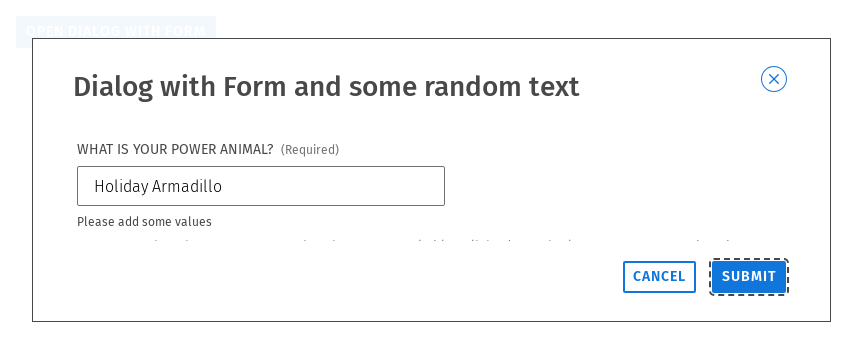 OPEN DIALOG WITH FORM
Dialog with Form and some random text
WHAT IS YOUR POWER ANIMAL? (Required)
Holiday Armadillo
Please add some values
CANCEL
SUBMIT